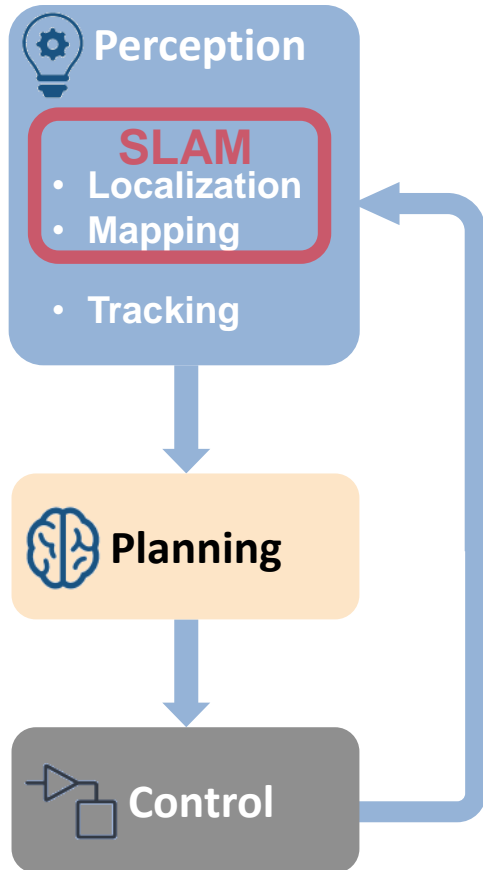 Perception
SLAM
• Localization
• Mapping
• Tracking
Planning
Control